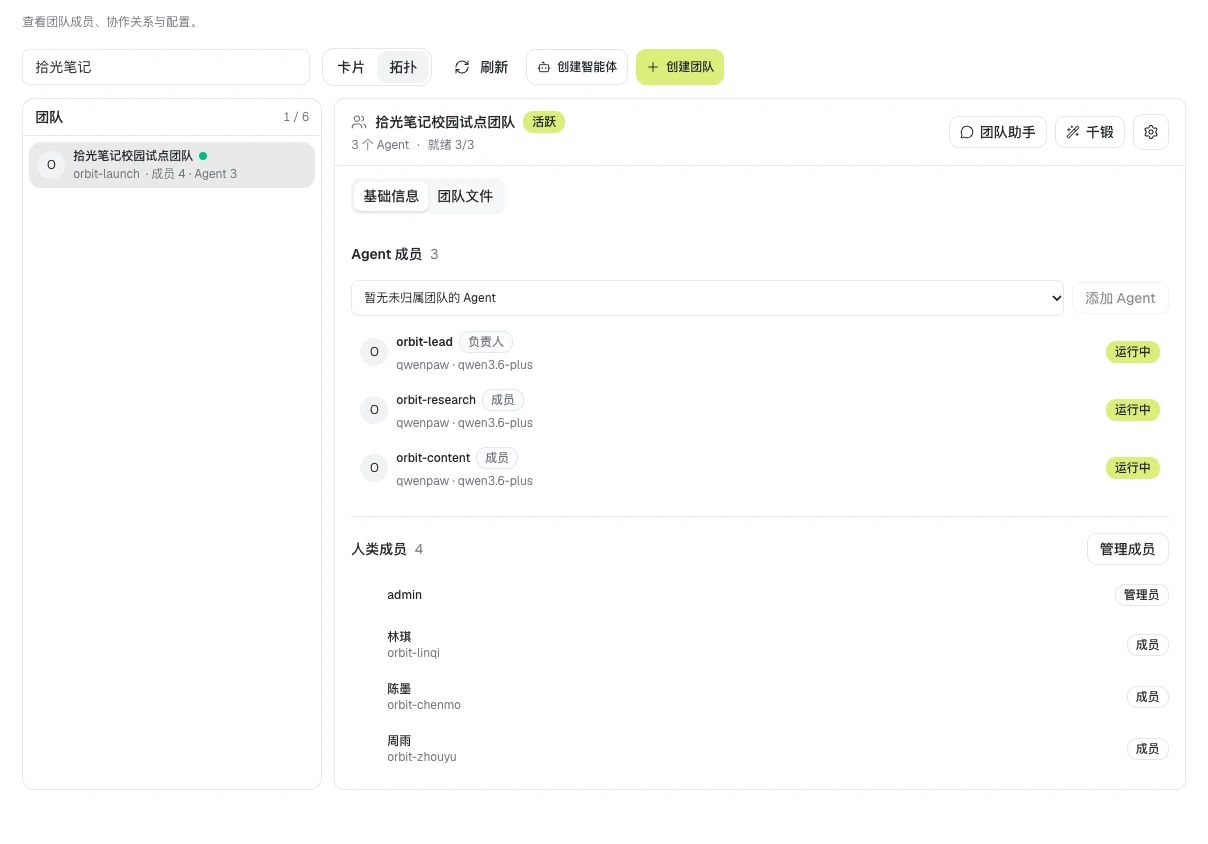 查看团队成员、协作关系与配置。
拾光笔记
卡片
拓扑
刷新
创建智能体
创建团队
团队
1 / 6
O
拾光笔记校园试点团队
orbit-launch · 成员 4 · Agent 3
拾光笔记校园试点团队
活跃
3 个 Agent · 就绪 3/3
团队助手
千锻
基础信息
团队文件
Agent 成员 3
暂无未归属团队的 Agent
添加 Agent
O
orbit-lead
负责人
qwenpaw · qwen3.6-plus
运行中
O
orbit-research
成员
qwenpaw · qwen3.6-plus
运行中
O
orbit-content
成员
qwenpaw · qwen3.6-plus
运行中
人类成员 4
管理成员
admin
管理员
林琪
orbit-linqi
成员
陈墨
orbit-chenmo
成员
周雨
orbit-zhouyu
成员